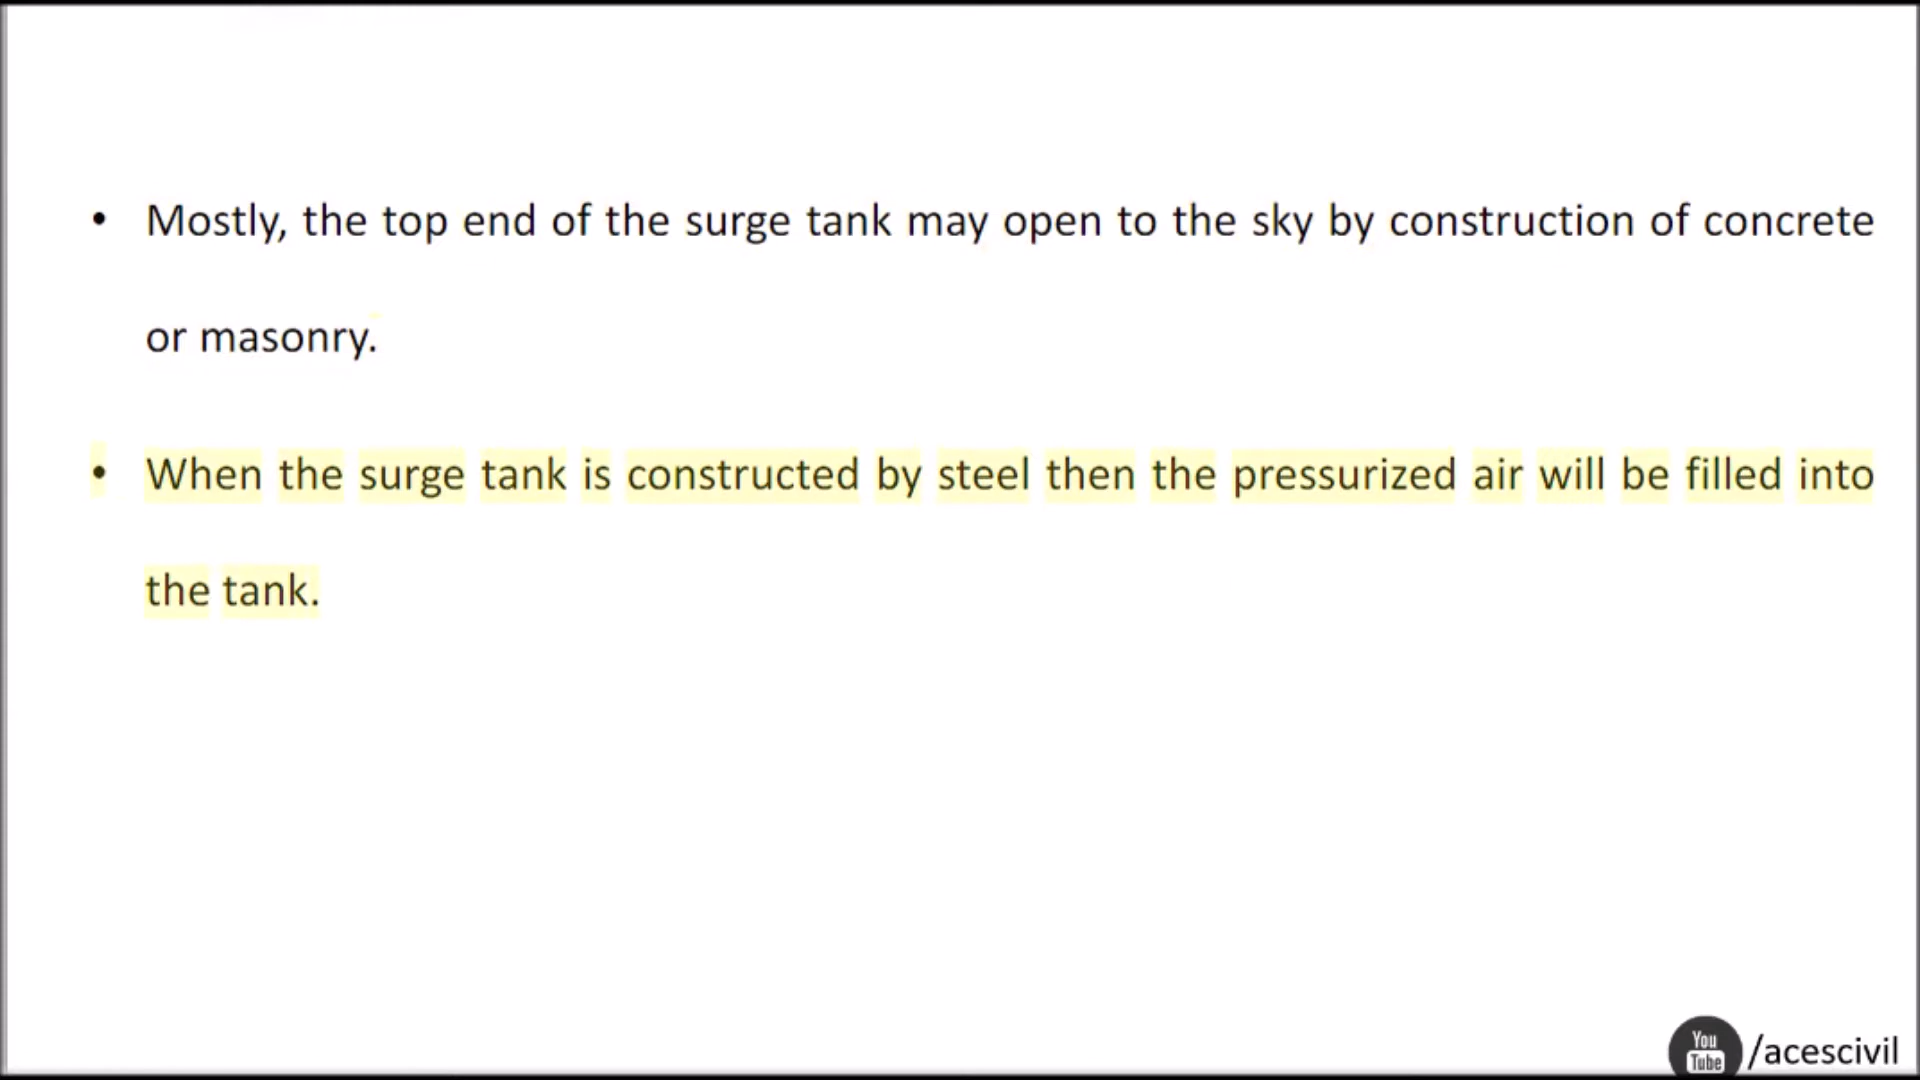 • Mostly, the top end of the surge tank may open to the sky by construction of concrete
or masonry.
• When the surge tank is constructed by steel then the pressurized air will be filled into
the tank.
You
Tube /acescivil